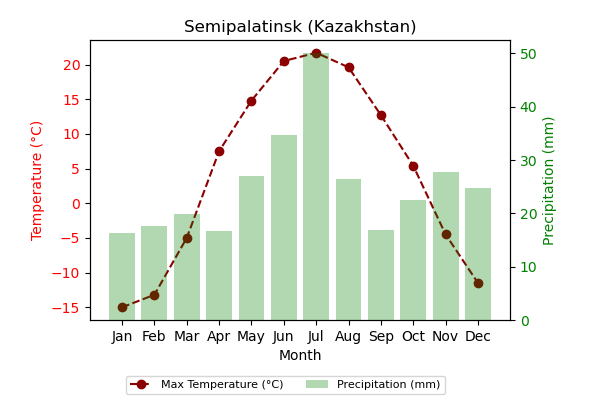 Semipalatinsk (Kazakhstan)
Temperature (°C)
20
15
10
5
0
−5
−10
−15
Precipitation (mm)
50
40
30
20
10
0
Jan Feb Mar Apr May Jun Jul Aug Sep Oct Nov Dec
Month
Max Temperature (°C) Precipitation (mm)